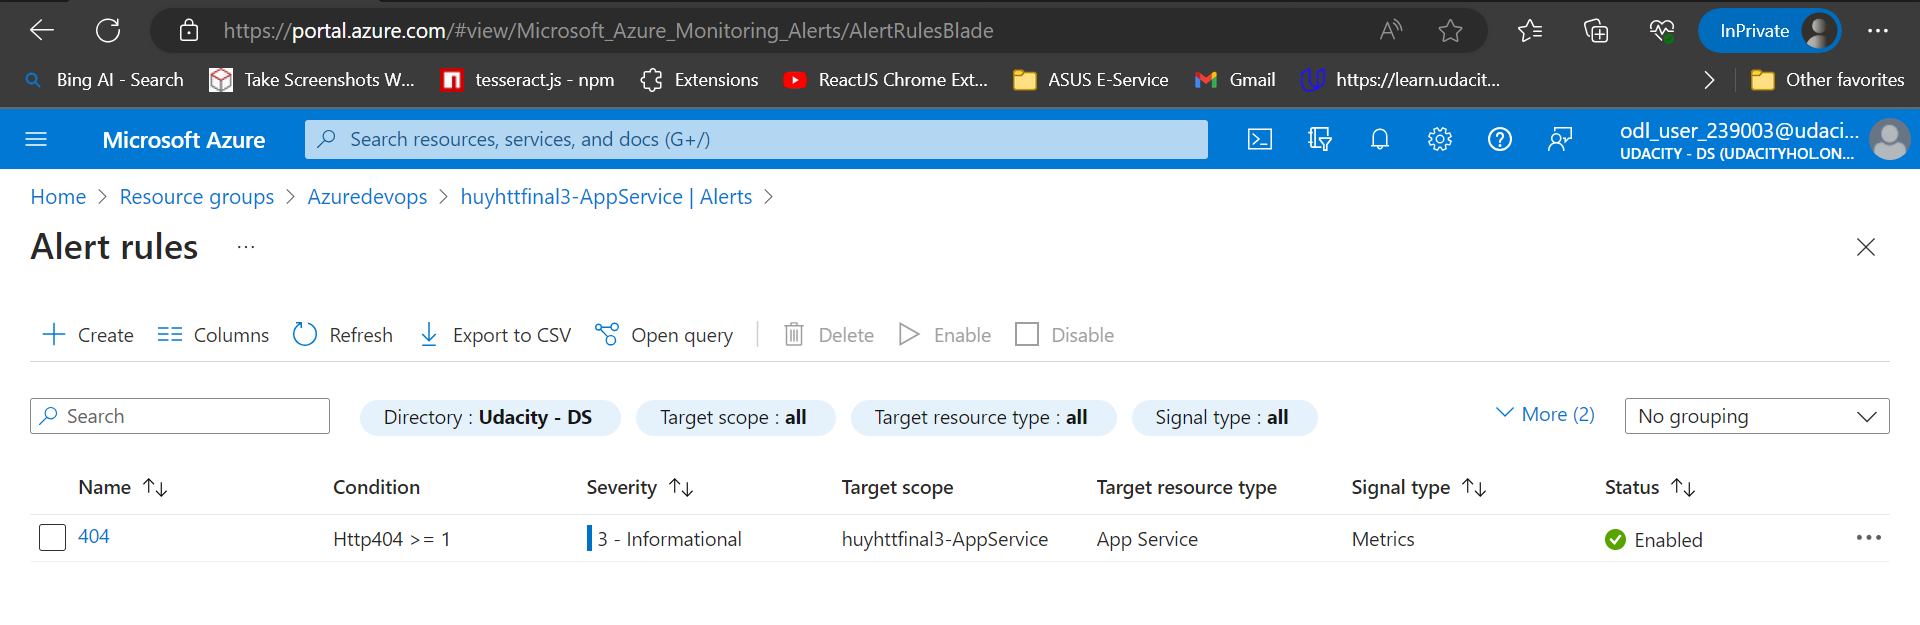 https://portal.azure.com/#view/Microsoft_Azure_Monitoring_Alerts/AlertRulesBlade
InPrivate
Bing AI - Search Take Screenshots W... tesseract.js - npm Extensions ReactJS Chrome Ext... ASUS E-Service Gmail https://learn.udacit... Other favorites
Microsoft Azure
Search resources, services, and docs (G+/)
odl_user_239003@udaci...
UDACITY - DS (UDACITYHOL.ON...
Home > Resource groups > Azuredevops > huyhttfinal3-AppService | Alerts >
Alert rules ...
Create Columns Refresh Export to CSV Open query Delete Enable Disable
Search Directory : Udacity - DS Target scope : all Target resource type : all Signal type : all More (2) No grouping
Name Condition Severity Target scope Target resource type Signal type Status
404 Http404 >= 1 3 - Informational huyhttfinal3-AppService App Service Metrics Enabled